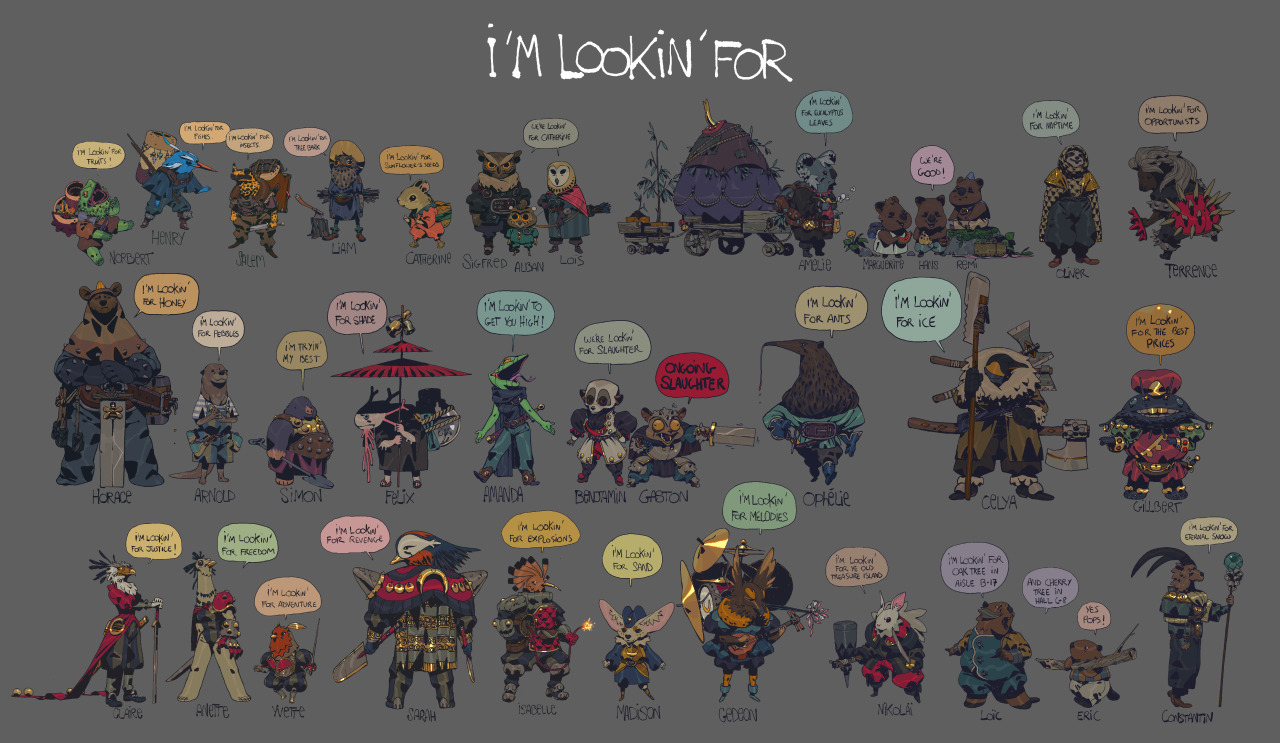 I'M LOOKIN' FOR
I'M LOOKIN' FOR
FRUITS!
NORBERT
I'M LOOKIN' FOR
FISHES
HENRY
I'M LOOKIN' FOR
INSECTS
SALEM
I'M LOOKIN' FOR
TREE BARK
LIAM
I'M LOOKIN' FOR
SUNFLOWER'S SEEDS
CATHERINE
WE'RE LOOKIN'
FOR CATHERINE
SIGFRED
ALBAN
LOIS
I'M LOOKIN'
FOR EUCALYPTUS
LEAVES
AMELIE
WE'RE
GOOD!
MARGUERITE
HANS
REMI
I'M LOOKIN'
FOR NAPTIME
OLIVER
I'M LOOKIN' FOR
OPPORTUNISTS
TERRENCE
I'M LOOKIN'
FOR HONEY
HORACE
I'M LOOKIN'
FOR PEBBLES
ARNOLD
I'M TRYIN'
MY BEST
SIMON
I'M LOOKIN'
FOR SHADE
FELIX
I'M LOOKIN' TO
GET YOU HIGH!
AMANDA
WE'RE LOOKIN'
FOR SLAUGHTER
BENJAMIN
ONGOING
SLAUGHTER
GASTON
I'M LOOKIN'
FOR ANTS
OPHÉLIE
I'M LOOKIN'
FOR ICE
CELYA
I'M LOOKIN'
FOR THE BEST
PRICES
GILBERT
I'M LOOKIN'
FOR JUSTICE!
CLAIRE
I'M LOOKIN'
FOR FREEDOM
ANETTE
I'M LOOKIN'
FOR ADVENTURE
YVETTE
I'M LOOKIN'
FOR REVENGE
SARAH
I'M LOOKIN'
FOR EXPLOSIONS
ISABELLE
I'M LOOKIN'
FOR SAND
MADISON
I'M LOOKIN'
FOR MELODIES
GEDEON
I'M LOOKIN'
FOR YE OLD
TREASURE ISLAND
NIKOLAÏ
I'M LOOKIN' FOR
OAK TREE IN
AISLE B-17
LOÏC
AND CHERRY
TREE IN
HALL
YES
POPS!
ERIC
I'M LOOKIN' FOR
ETERNAL SNOW
CONSTANTIN